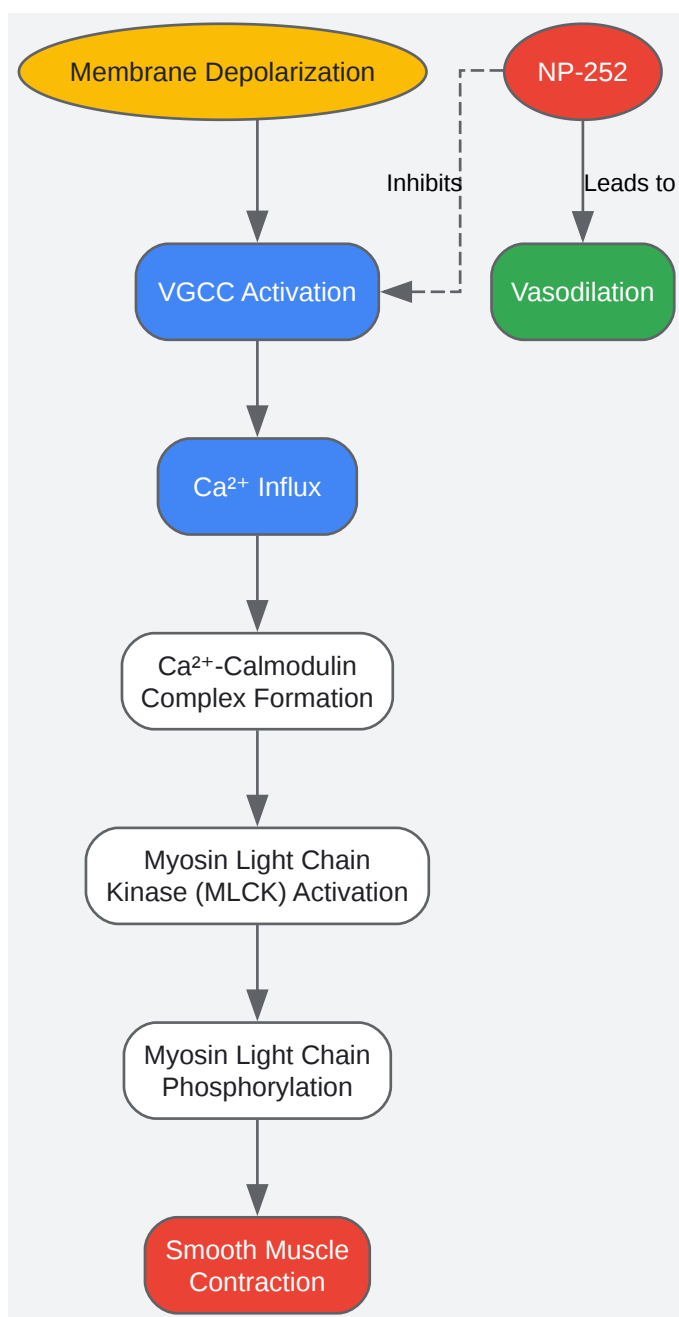 Membrane Depolarization
NP-252
Inhibits
Leads to
VGCC Activation
Vasodilation
Ca²⁺ Influx
Ca²⁺-Calmodulin
Complex Formation
Myosin Light Chain
Kinase (MLCK) Activation
Myosin Light Chain
Phosphorylation
Smooth Muscle
Contraction